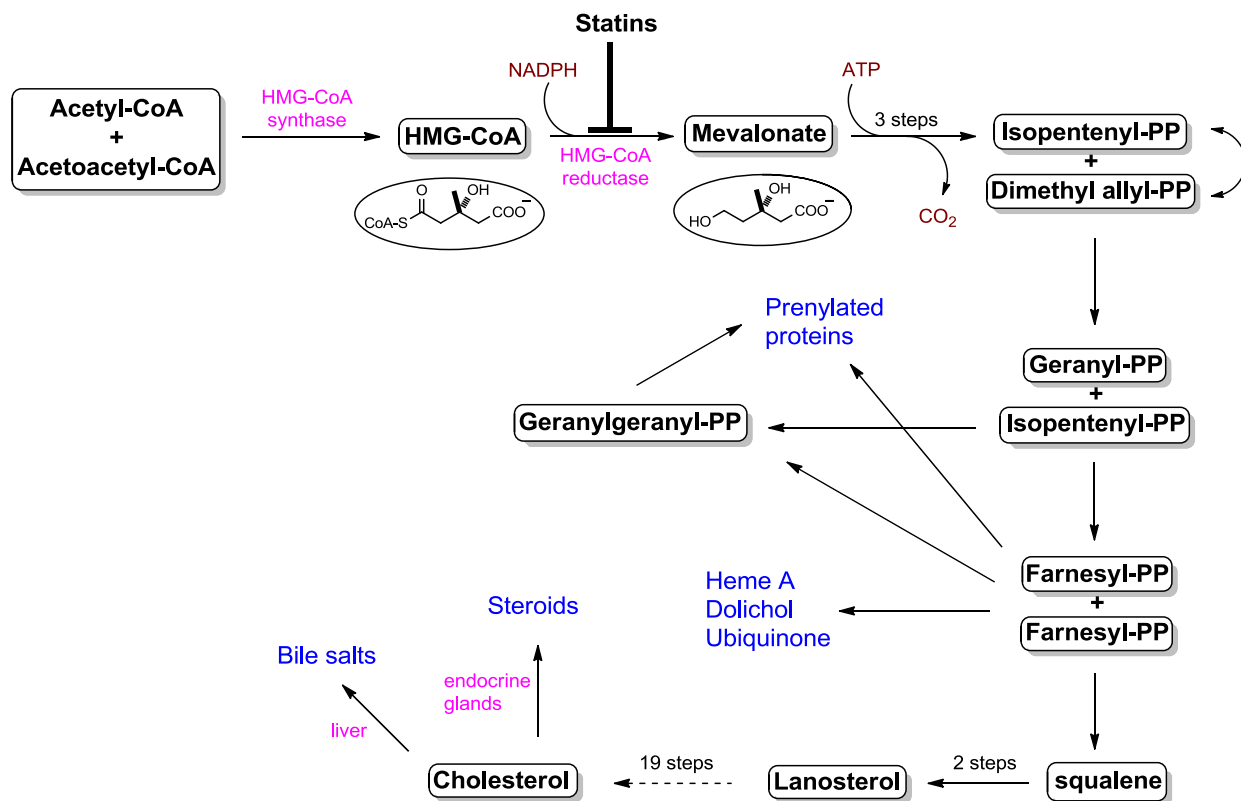 Statins
NADPH
ATP
Acetyl-CoA
+
Acetoacetyl-CoA
HMG-CoA
synthase
HMG-CoA
HMG-CoA
reductase
Mevalonate
3 steps
Isopentenyl-PP
+
Dimethyl allyl-PP
CO2
O
OH
CoA-S
COO−
OH
HO
COO−
Prenylated
proteins
Geranyl-PP
+
Isopentenyl-PP
Geranylgeranyl-PP
Farnesyl-PP
+
Farnesyl-PP
Heme A
Dolichol
Ubiquinone
Steroids
Bile salts
endocrine
glands
liver
Cholesterol
19 steps
Lanosterol
2 steps
squalene